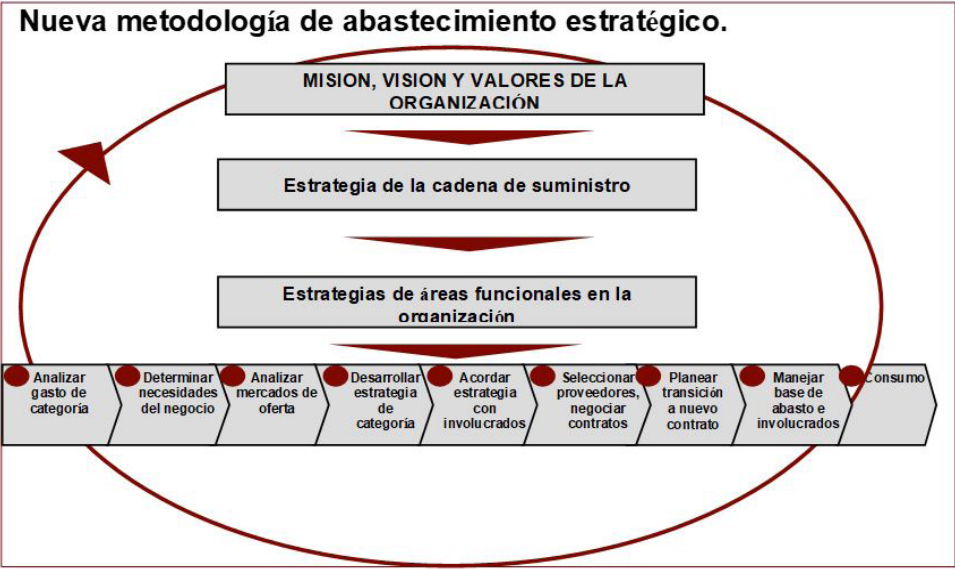 Nueva metodología de abastecimiento estratégico.
MISION, VISION Y VALORES DE LA
ORGANIZACIÓN
Estrategia de la cadena de suministro
Estrategias de áreas funcionales en la
organización
Analizar
gasto de
categoría
Determinar
necesidades
del negocio
Analizar
mercados de
oferta
Desarrollar
estrategia
de
categoría
Acordar
estrategia
con
involucrados
Seleccionar
proveedores,
negociar
contratos
Planear
transición
a nuevo
contrato
Manejar
base de
abasto e
involucrados
Consumo